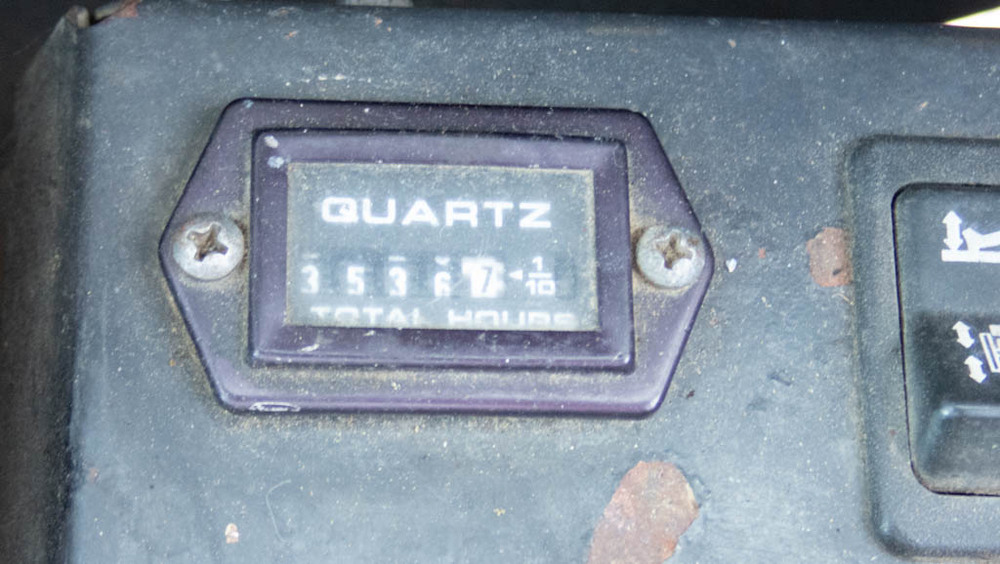 QUARTZ
3 5 3 6 7 1/10
TOTAL HOURS